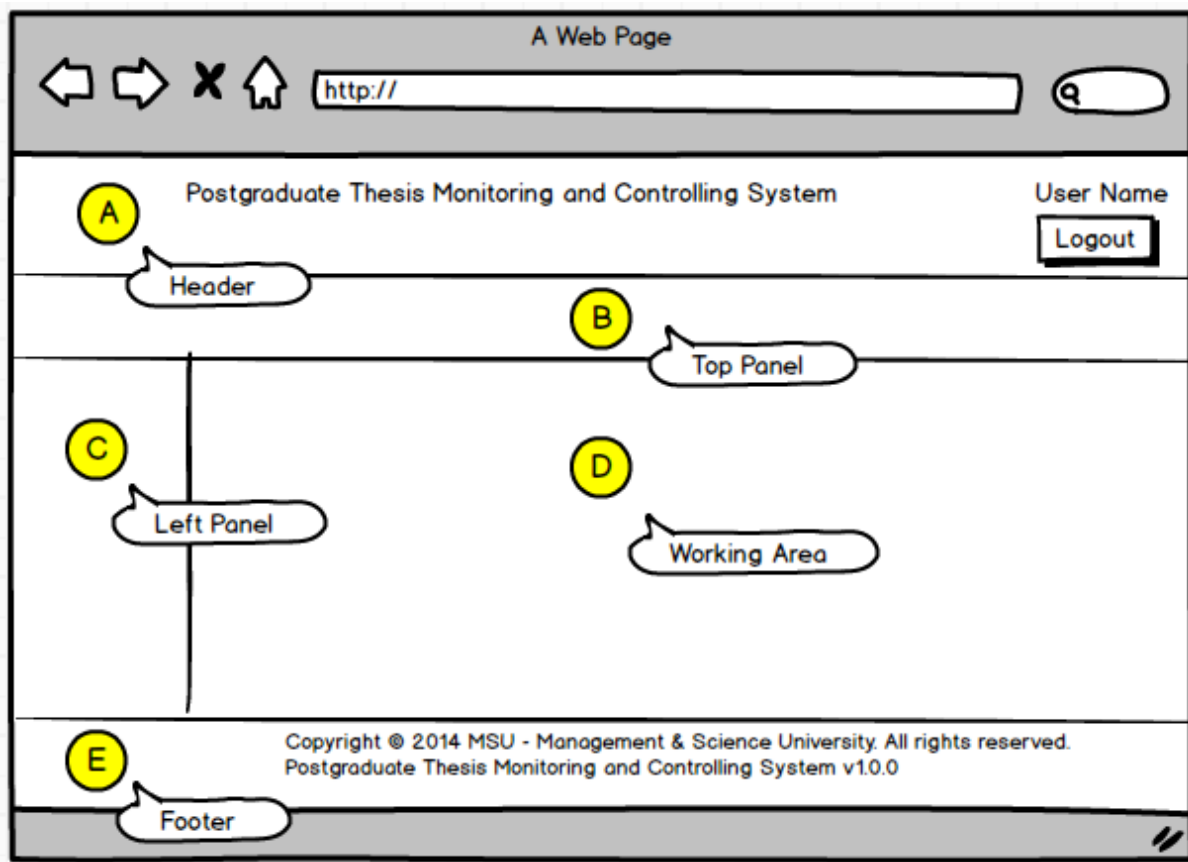 A Web Page
http://
Postgraduate Thesis Monitoring and Controlling System
User Name
A
Logout
Header
B
Top Panel
C
D
Left Panel
Working Area
Copyright © 2014 MSU - Management & Science University. All rights reserved.
E
Postgraduate Thesis Monitoring and Controlling System v1.0.0
Footer